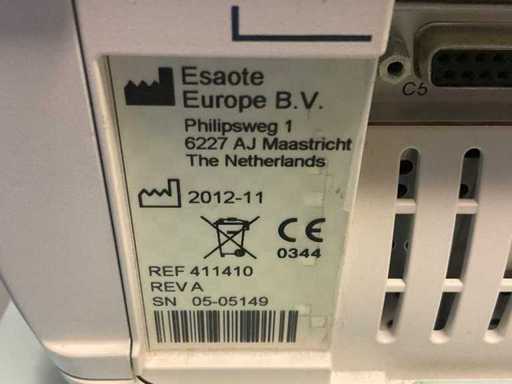 Esaote
Europe B.V.
Philipsweg 1
6227 AJ Maastricht
The Netherlands
2012-11
CE
0344
REF 411410
REV A
SN 05-05149
C5